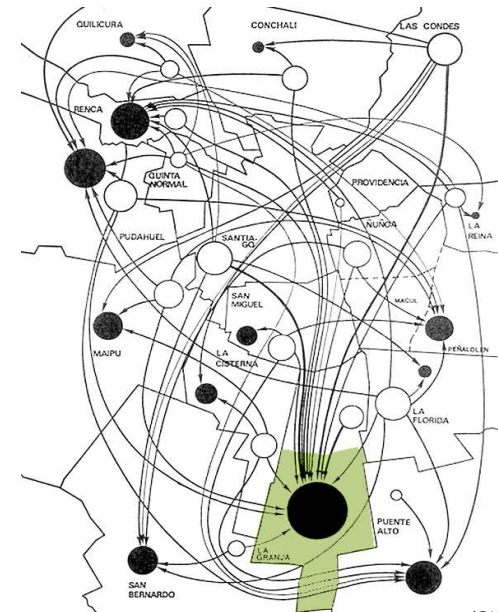 QUILICURA
CONCHALI
LAS CONDES
RENCA
QUINTA
NORMAL
PROVIDENCIA
LA
REINA
PUDAHUEL
SANTIA-
GO
ÑUÑOA
SAN
MIGUEL
MACUL
MAIPU
LA
CISTERNA
PEÑALOLEN
LA
FLORIDA
PUENTE
ALTO
LA
GRANJA
SAN
BERNARDO